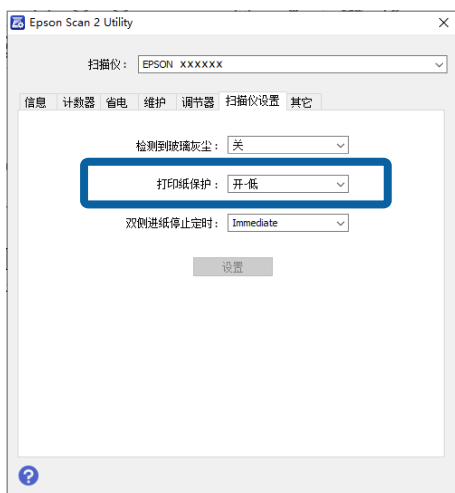 Epson Scan 2 Utility
扫描仪： EPSON XXXXXX
信息 计数器 省电 维护 调节器 扫描仪设置 其它
检测到玻璃灰尘： 关
打印纸保护： 开-低
双侧进纸停止定时： Immediate
设置
?